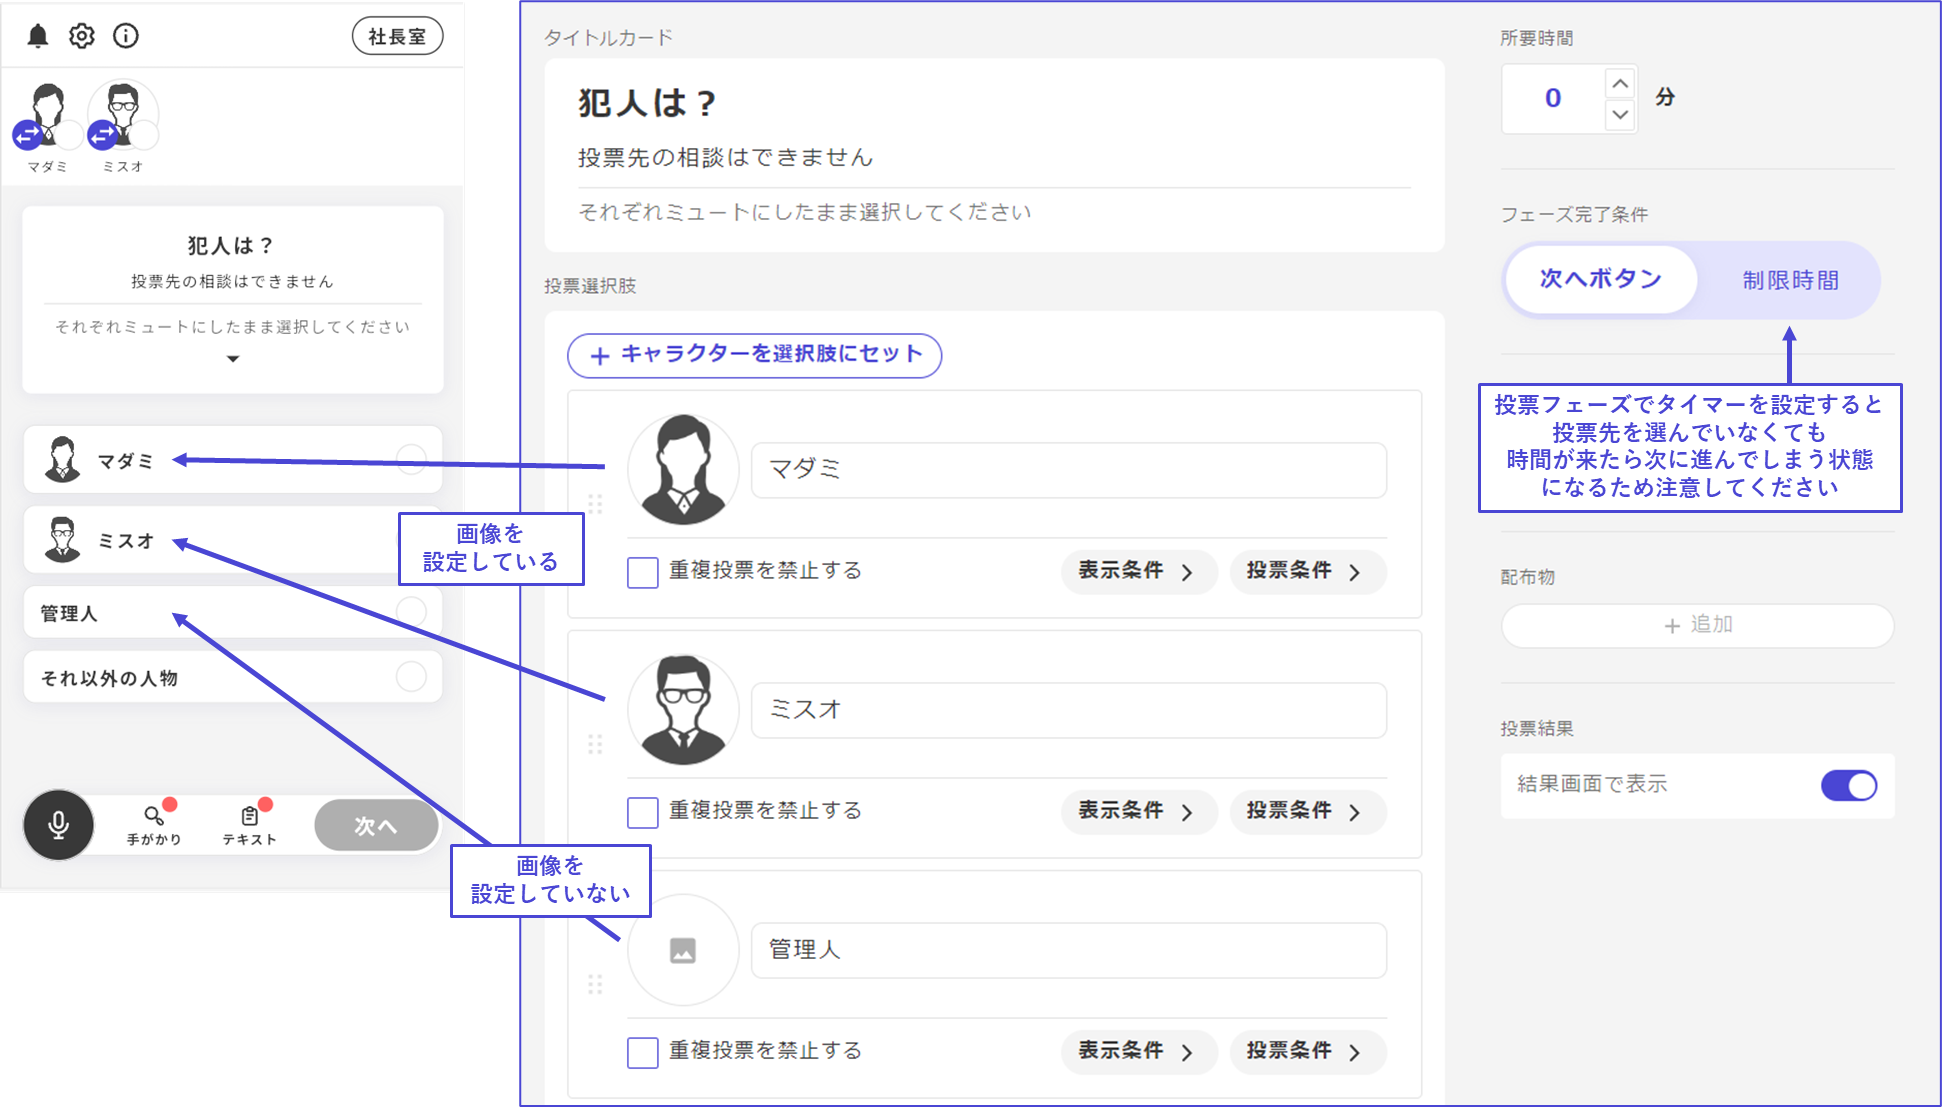 社長室
マダミ
ミスオ
犯人は？
投票先の相談はできません
それぞれミュートにしたまま選択してください
マダミ
ミスオ
管理人
それ以外の人物
手がかり
テキスト
次へ
画像を
設定している
画像を
設定していない
タイトルカード
犯人は？
投票先の相談はできません
それぞれミュートにしたまま選択してください
投票選択肢
＋ キャラクターを選択肢にセット
マダミ
重複投票を禁止する
表示条件
投票条件
ミスオ
重複投票を禁止する
表示条件
投票条件
管理人
重複投票を禁止する
表示条件
投票条件
所要時間
0
分
フェーズ完了条件
次へボタン
制限時間
投票フェーズでタイマーを設定すると
投票先を選んでいなくても
時間が来たら次に進んでしまう状態
になるため注意してください
配布物
＋ 追加
投票結果
結果画面で表示